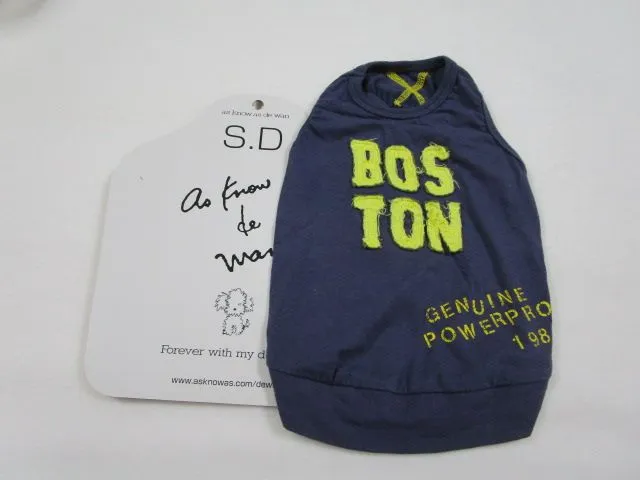 as know as de wan
S.D
as know
de
wan
Forever with my d
www.asknowas.com/dew
BOS
TON
GENUINE
POWERPRO
198